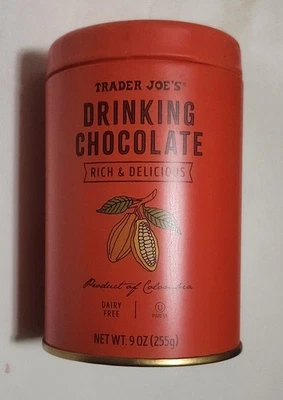 TRADER JOE'S®
DRINKING
CHOCOLATE
RICH & DELICIOUS
Product of Colombia
DAIRY
FREE
NET WT. 9 OZ (255g)